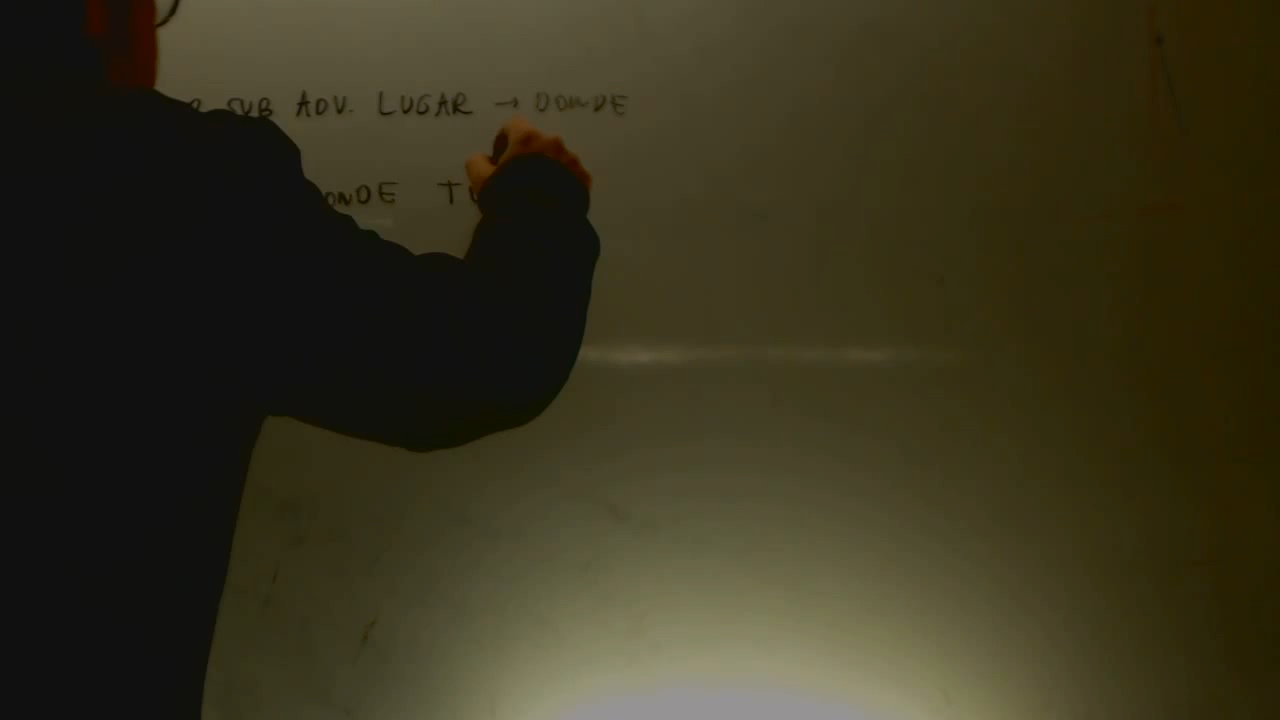 SUB ADV. LUGAR → DONDE
ONDE TU